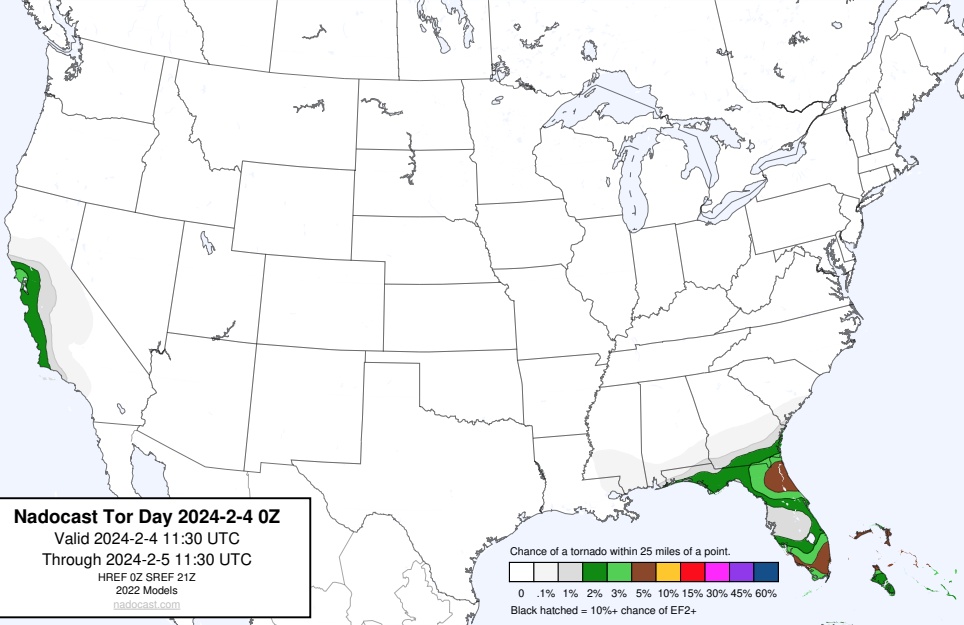 Nadocast Tor Day 2024-2-4 0Z
Valid 2024-2-4 11:30 UTC
Through 2024-2-5 11:30 UTC
HREF 0Z SREF 21Z
2022 Models
nadocast.com
Chance of a tornado within 25 miles of a point.
0 .1% 1% 2% 3% 5% 10% 15% 30% 45% 60%
Black hatched = 10%+ chance of EF2+